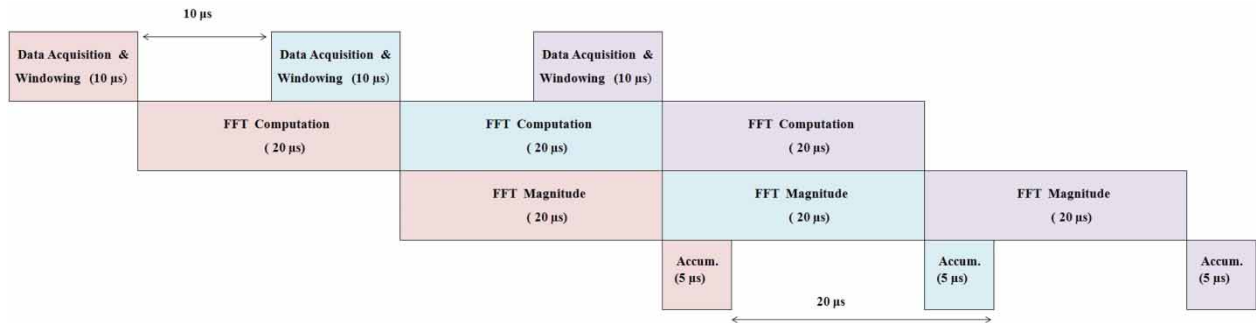 10 μs
Data Acquisition &
Windowing (10 μs)
Data Acquisition &
Windowing (10 μs)
Data Acquisition &
Windowing (10 μs)
FFT Computation
( 20 μs)
FFT Computation
( 20 μs)
FFT Computation
( 20 μs)
FFT Magnitude
( 20 μs)
FFT Magnitude
( 20 μs)
FFT Magnitude
( 20 μs)
Accum.
(5 μs)
Accum.
(5 μs)
Accum.
(5 μs)
20 μs